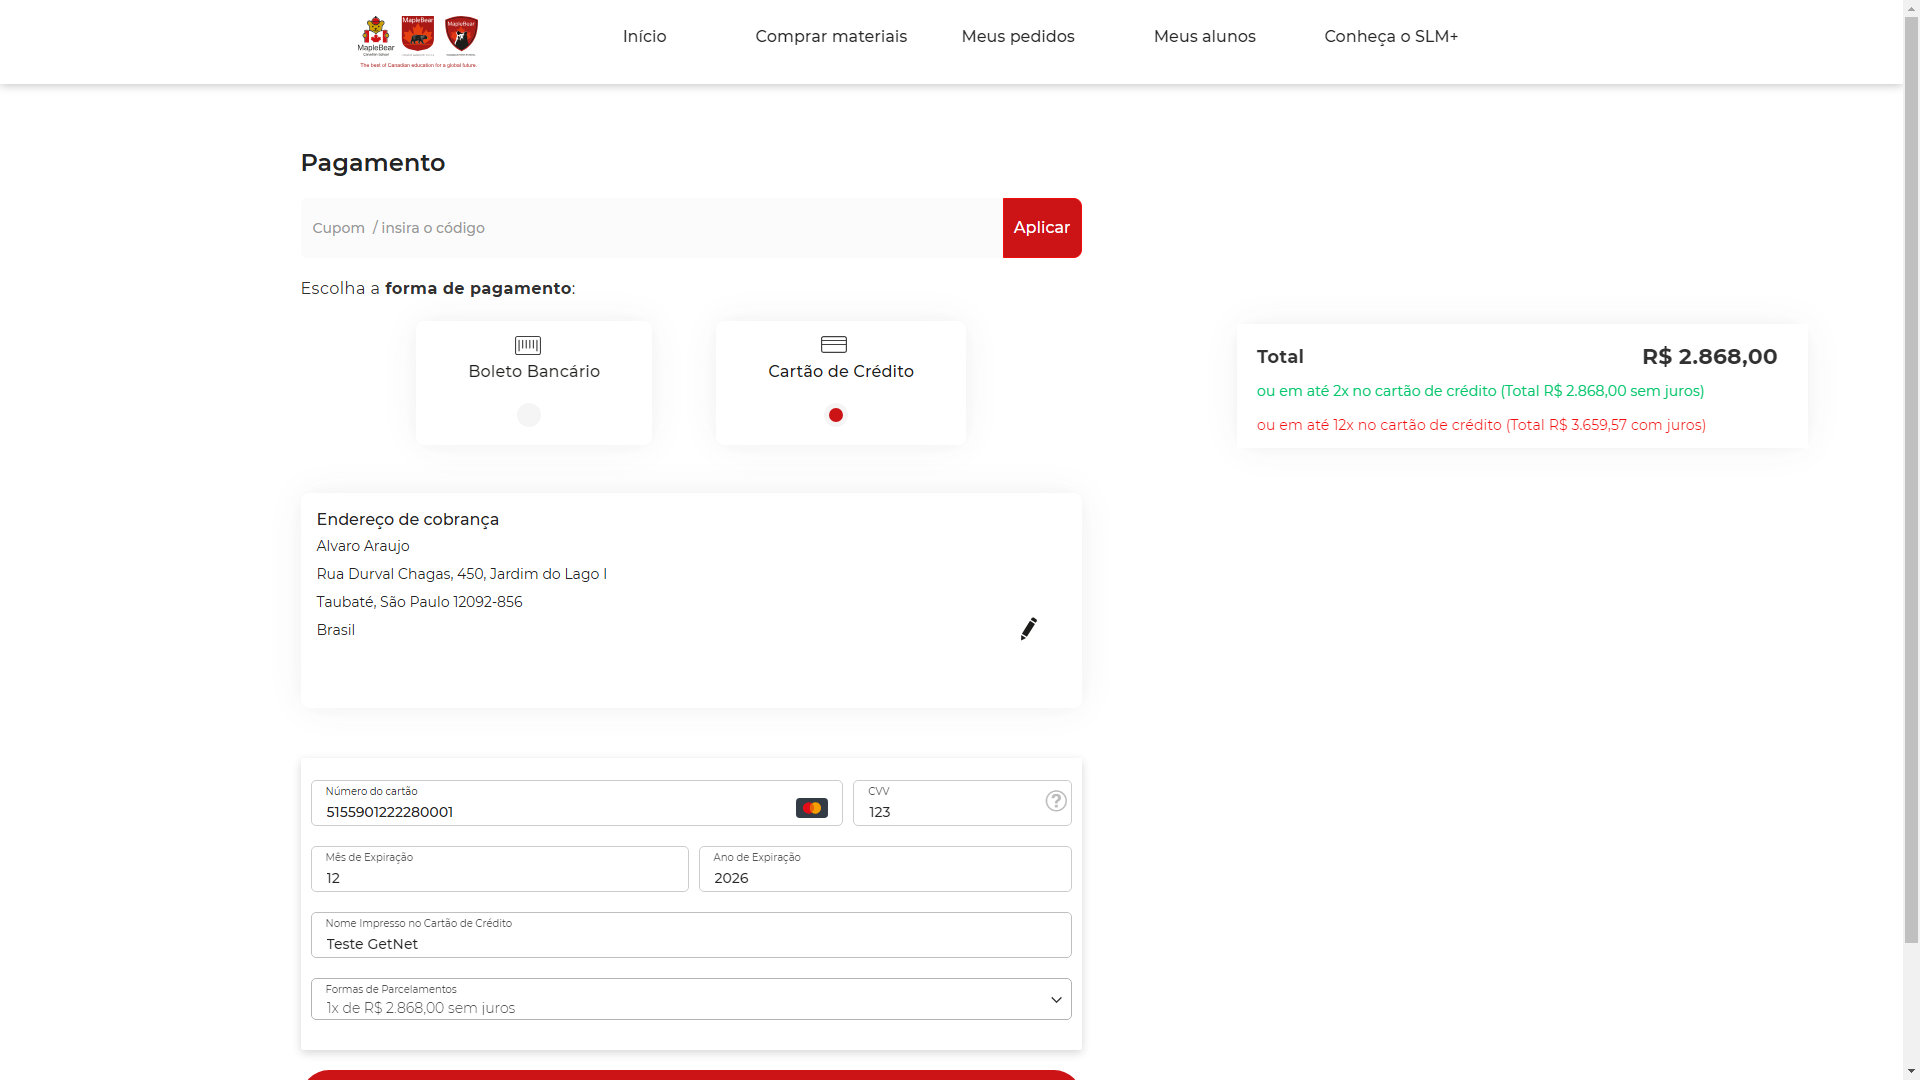 MapleBear
MapleBear
MapleBear
The best of Canadian education for a global future.
Início
Comprar materiais
Meus pedidos
Meus alunos
Conheça o SLM+
Pagamento
Cupom / insira o código
Aplicar
Escolha a forma de pagamento:
Boleto Bancário
Cartão de Crédito
Total
R$ 2.868,00
ou em até 2x no cartão de crédito (Total R$ 2.868,00 sem juros)
ou em até 12x no cartão de crédito (Total R$ 3.659,57 com juros)
Endereço de cobrança
Alvaro Araujo
Rua Durval Chagas, 450, Jardim do Lago I
Taubaté, São Paulo 12092-856
Brasil
Número do cartão
5155901222280001
CVV
123
?
Mês de Expiração
12
Ano de Expiração
2026
Nome Impresso no Cartão de Crédito
Teste GetNet
Formas de Parcelamentos
1x de R$ 2.868,00 sem juros